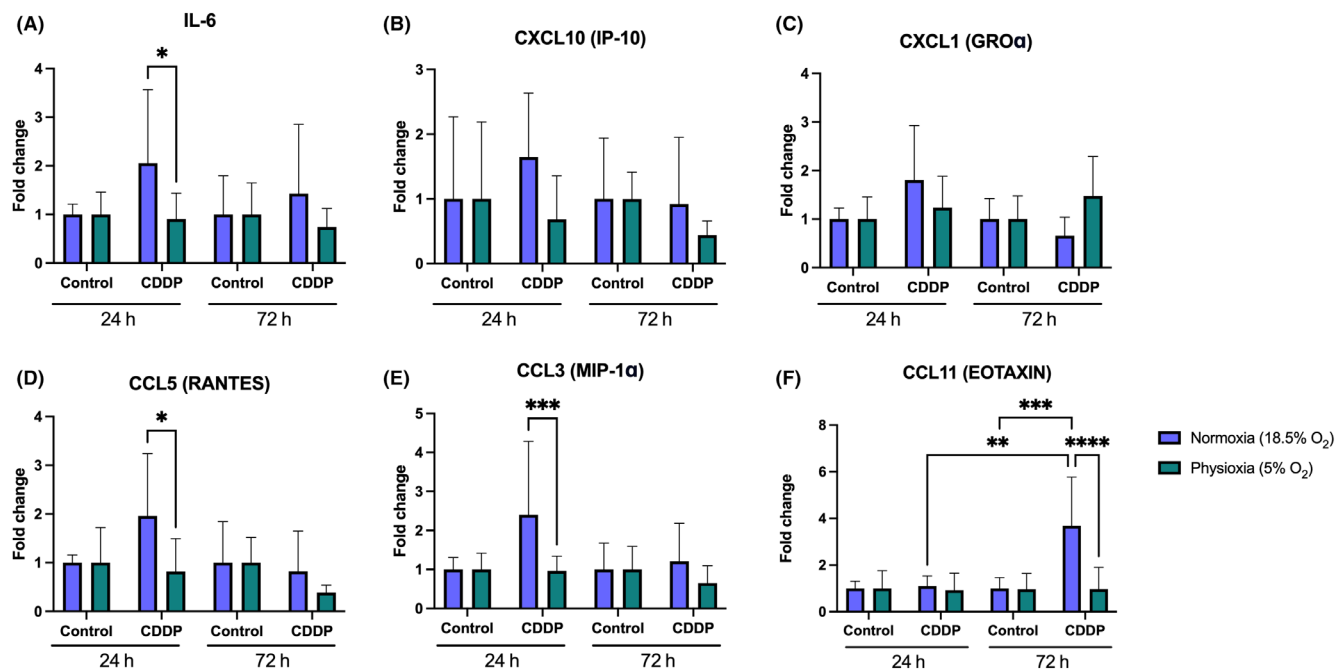 (A)
IL-6
Fold change
4
3
2
1
0
*
Control CDDP Control CDDP
24 h 72 h
(B)
CXCL10 (IP-10)
Fold change
3
2
1
0
Control CDDP Control CDDP
24 h 72 h
(C)
CXCL1 (GROα)
Fold change
4
3
2
1
0
Control CDDP Control CDDP
24 h 72 h
(D)
CCL5 (RANTES)
Fold change
4
3
2
1
0
*
Control CDDP Control CDDP
24 h 72 h
(E)
CCL3 (MIP-1α)
Fold change
5
4
3
2
1
0
***
Control CDDP Control CDDP
24 h 72 h
(F)
CCL11 (EOTAXIN)
Fold change
8
6
4
2
0
***
** ****
Control CDDP Control CDDP
24 h 72 h
Normoxia (18.5% O₂)
Physioxia (5% O₂)